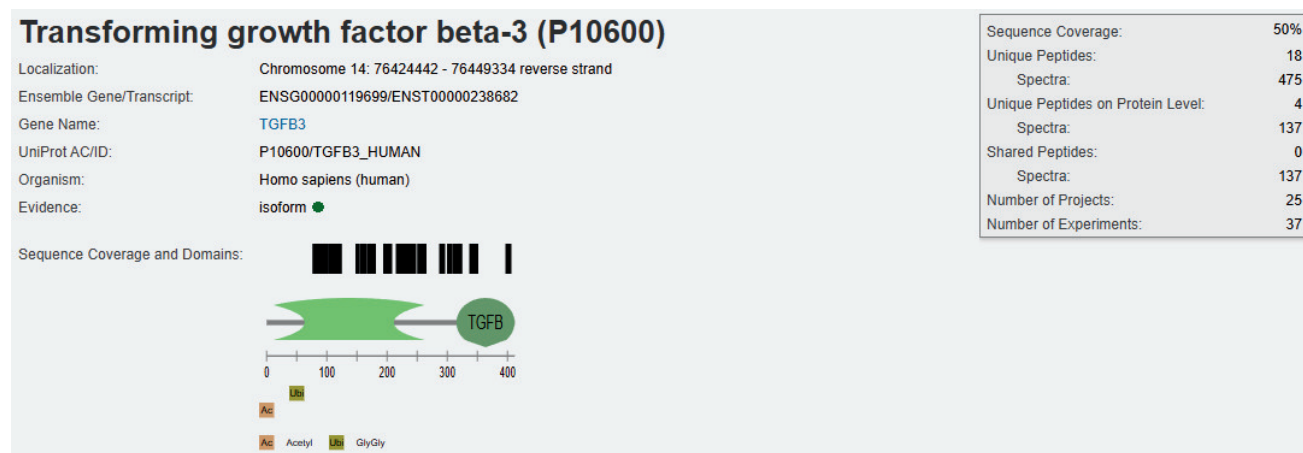 Transforming growth factor beta-3 (P10600)
Localization: Chromosome 14: 76424442 - 76449334 reverse strand
Ensemble Gene/Transcript: ENSG00000119699/ENST00000238682
Gene Name: TGFB3
UniProt AC/ID: P10600/TGFB3_HUMAN
Organism: Homo sapiens (human)
Evidence: isoform
Sequence Coverage: 50%
Unique Peptides: 18
Spectra: 475
Unique Peptides on Protein Level: 4
Spectra: 137
Shared Peptides: 0
Spectra: 137
Number of Projects: 25
Number of Experiments: 37
Sequence Coverage and Domains:
TGFB
0 100 200 300 400
Ubi
Ac
Ac Acetyl Ubi GlyGly